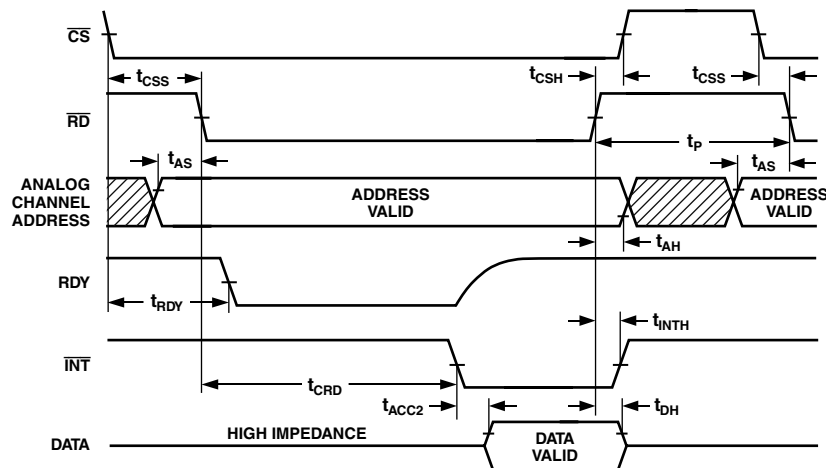 CS
tCSS
tCSH
tCSS
RD
tP
tAS
tAS
ANALOG
CHANNEL
ADDRESS
ADDRESS
VALID
ADDRESS
VALID
tAH
RDY
tRDY
tINTH
INT
tCRD
tACC2
tDH
DATA
HIGH IMPEDANCE
DATA
VALID